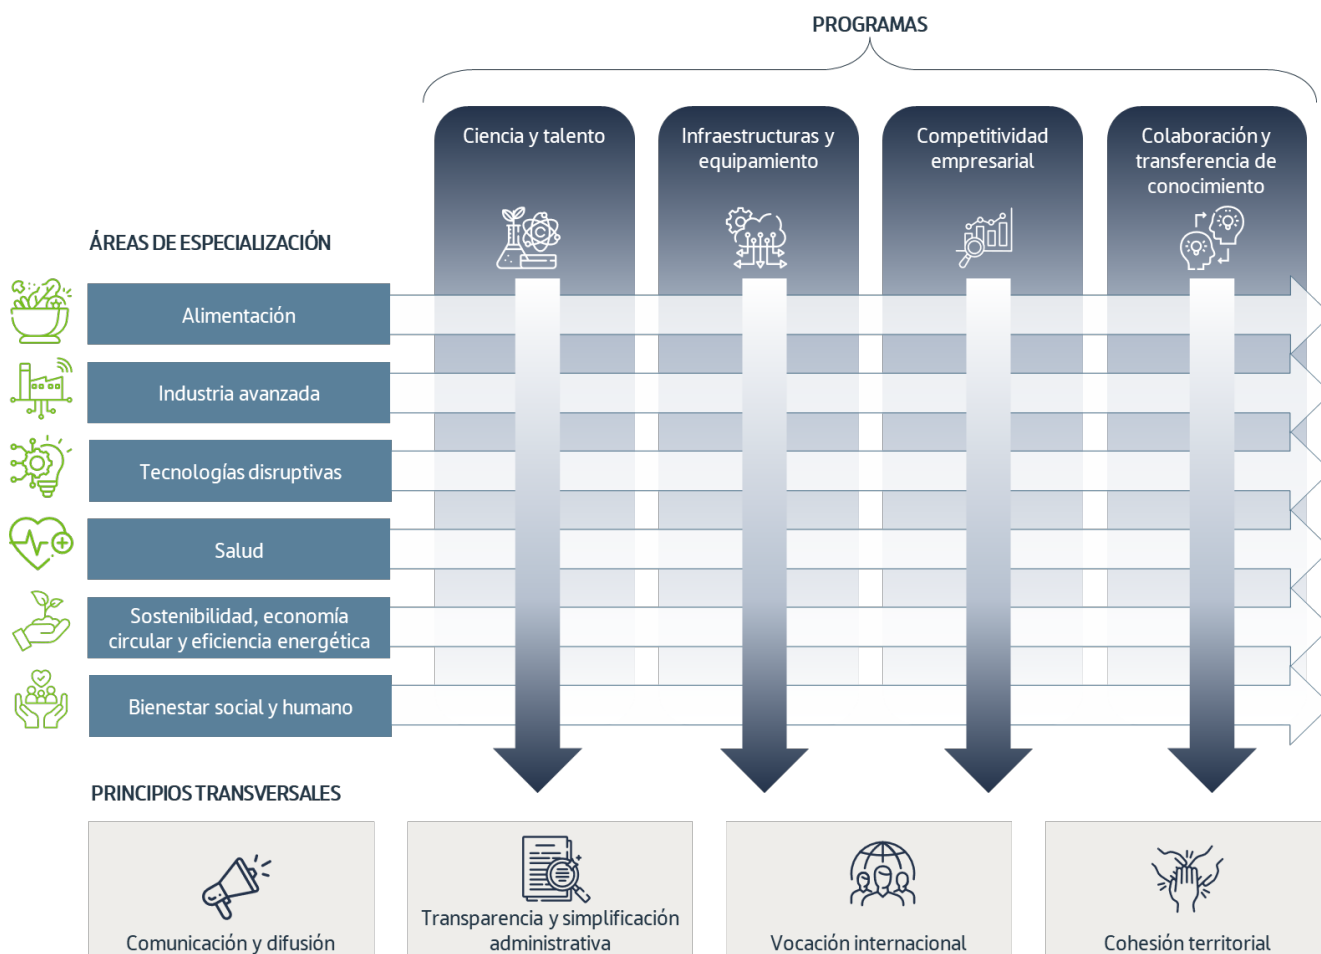 PROGRAMAS
Ciencia y talento
Infraestructuras y
equipamiento
Competitividad
empresarial
Colaboración y
transferencia de
conocimiento
ÁREAS DE ESPECIALIZACIÓN
Alimentación
Industria avanzada
Tecnologías disruptivas
Salud
Sostenibilidad, economía
circular y eficiencia energética
Bienestar social y humano
PRINCIPIOS TRANSVERSALES
Comunicación y difusión
Transparencia y simplificación
administrativa
Vocación internacional
Cohesión territorial